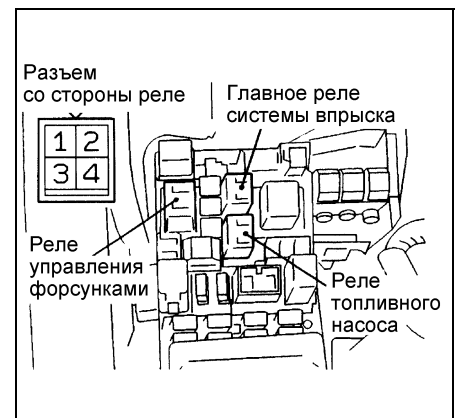 Разъем
со стороны реле
1 2
3 4
Главное реле
системы впрыска
Реле
управления
форсунками
Реле
топливного
насоса